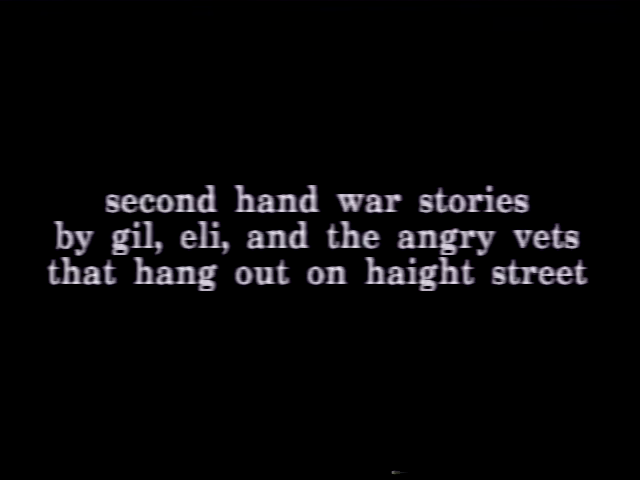 second hand war stories
by gil, eli, and the angry vets
that hang out on haight street